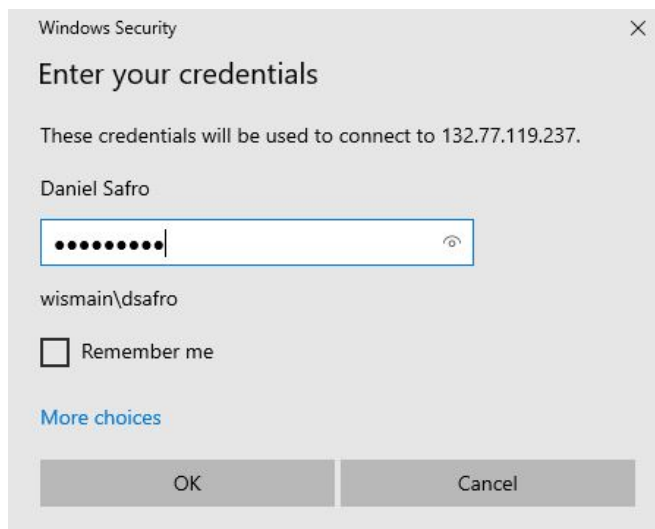 Windows Security
Enter your credentials
These credentials will be used to connect to 132.77.119.237.
Daniel Safro
●●●●●●●●●
wismain\dsafro
Remember me
More choices
OK Cancel